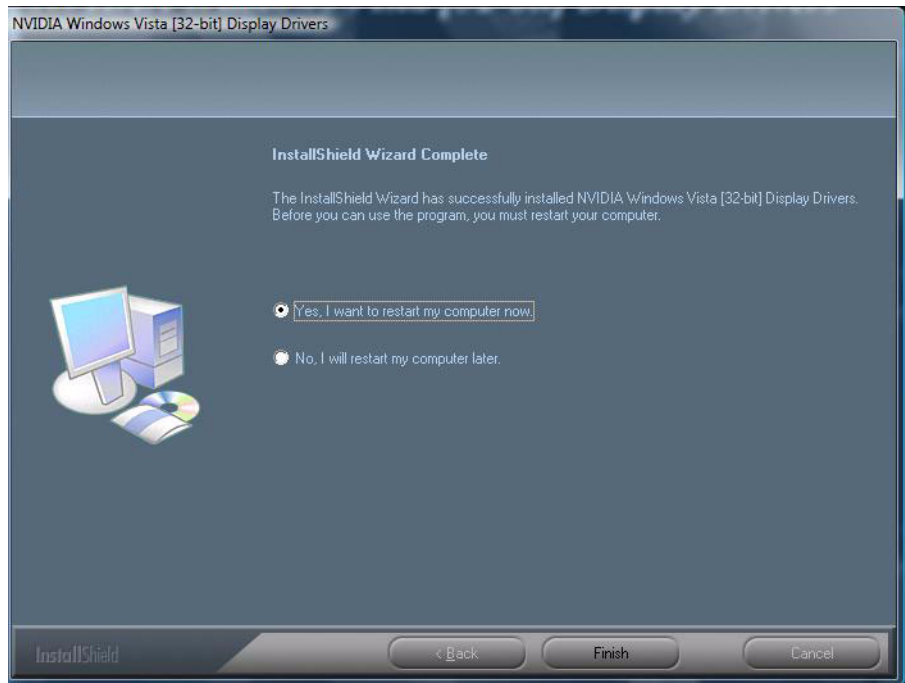 NVIDIA Windows Vista [32-bit] Display Drivers
InstallShield Wizard Complete
The InstallShield Wizard has successfully installed NVIDIA Windows Vista [32-bit] Display Drivers.
Before you can use the program, you must restart your computer.
Yes, I want to restart my computer now.
No, I will restart my computer later.
InstallShield
< Back
Finish
Cancel